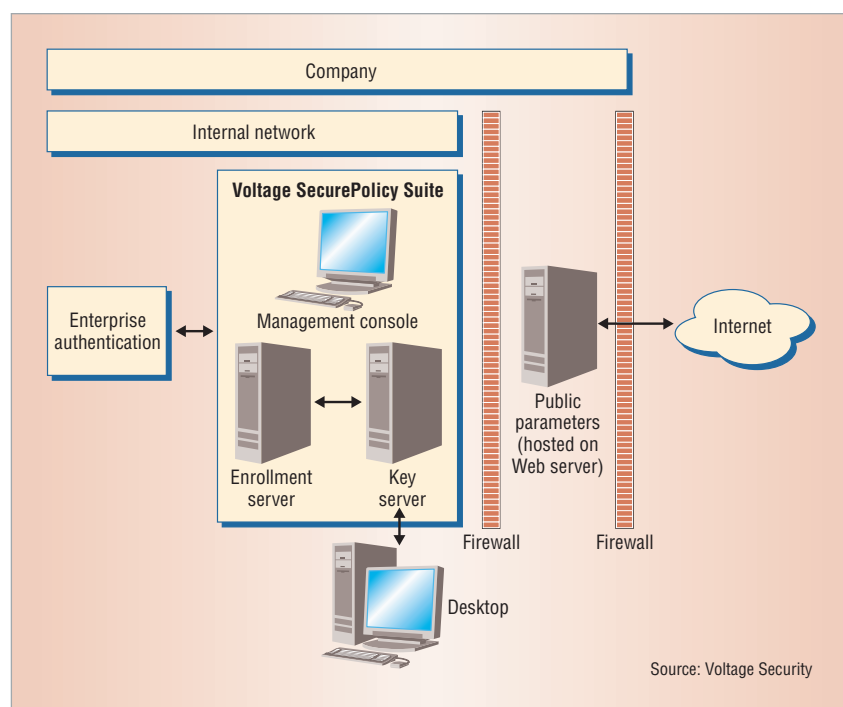 Company
Internal network
Voltage SecurePolicy Suite
Management console
Enterprise
authentication
Enrollment
server
Key
server
Public
parameters
(hosted on
Web server)
Internet
Firewall
Firewall
Desktop
Source: Voltage Security